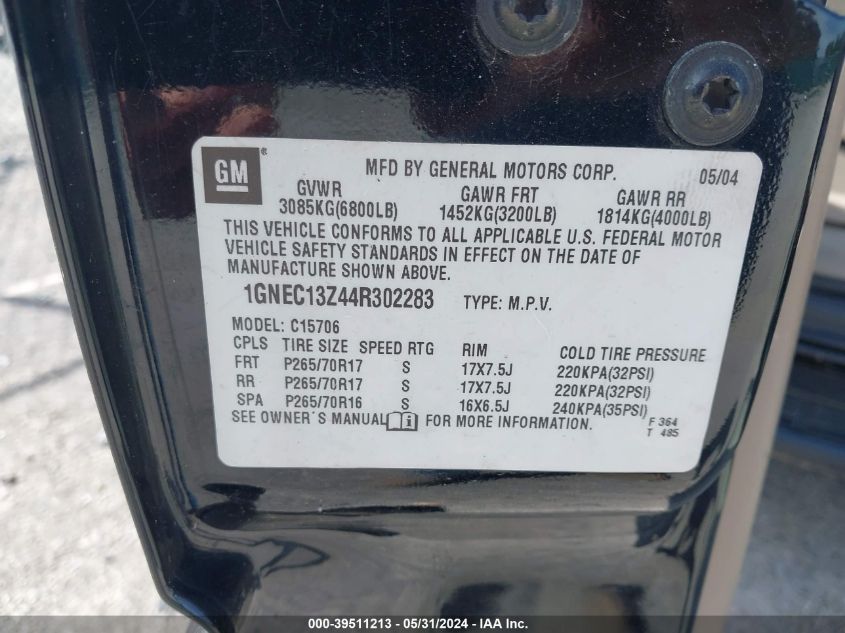 GM®
MFD BY GENERAL MOTORS CORP. 05/04
GVWR GAWR FRT GAWR RR
3085KG(6800LB) 1452KG(3200LB) 1814KG(4000LB)
THIS VEHICLE CONFORMS TO ALL APPLICABLE U.S. FEDERAL MOTOR
VEHICLE SAFETY STANDARDS IN EFFECT ON THE DATE OF
MANUFACTURE SHOWN ABOVE.
1GNEC13Z44R302283 TYPE: M.P.V.
MODEL: C15706
CPLS TIRE SIZE SPEED RTG RIM COLD TIRE PRESSURE
FRT P265/70R17 S 17X7.5J 220KPA(32PSI)
RR P265/70R17 S 17X7.5J 220KPA(32PSI)
SPA P265/70R16 S 16X6.5J 240KPA(35PSI)
SEE OWNER´S MANUAL i FOR MORE INFORMATION.
F 364
T 485
000-39511213 - 05/31/2024 - IAA Inc.